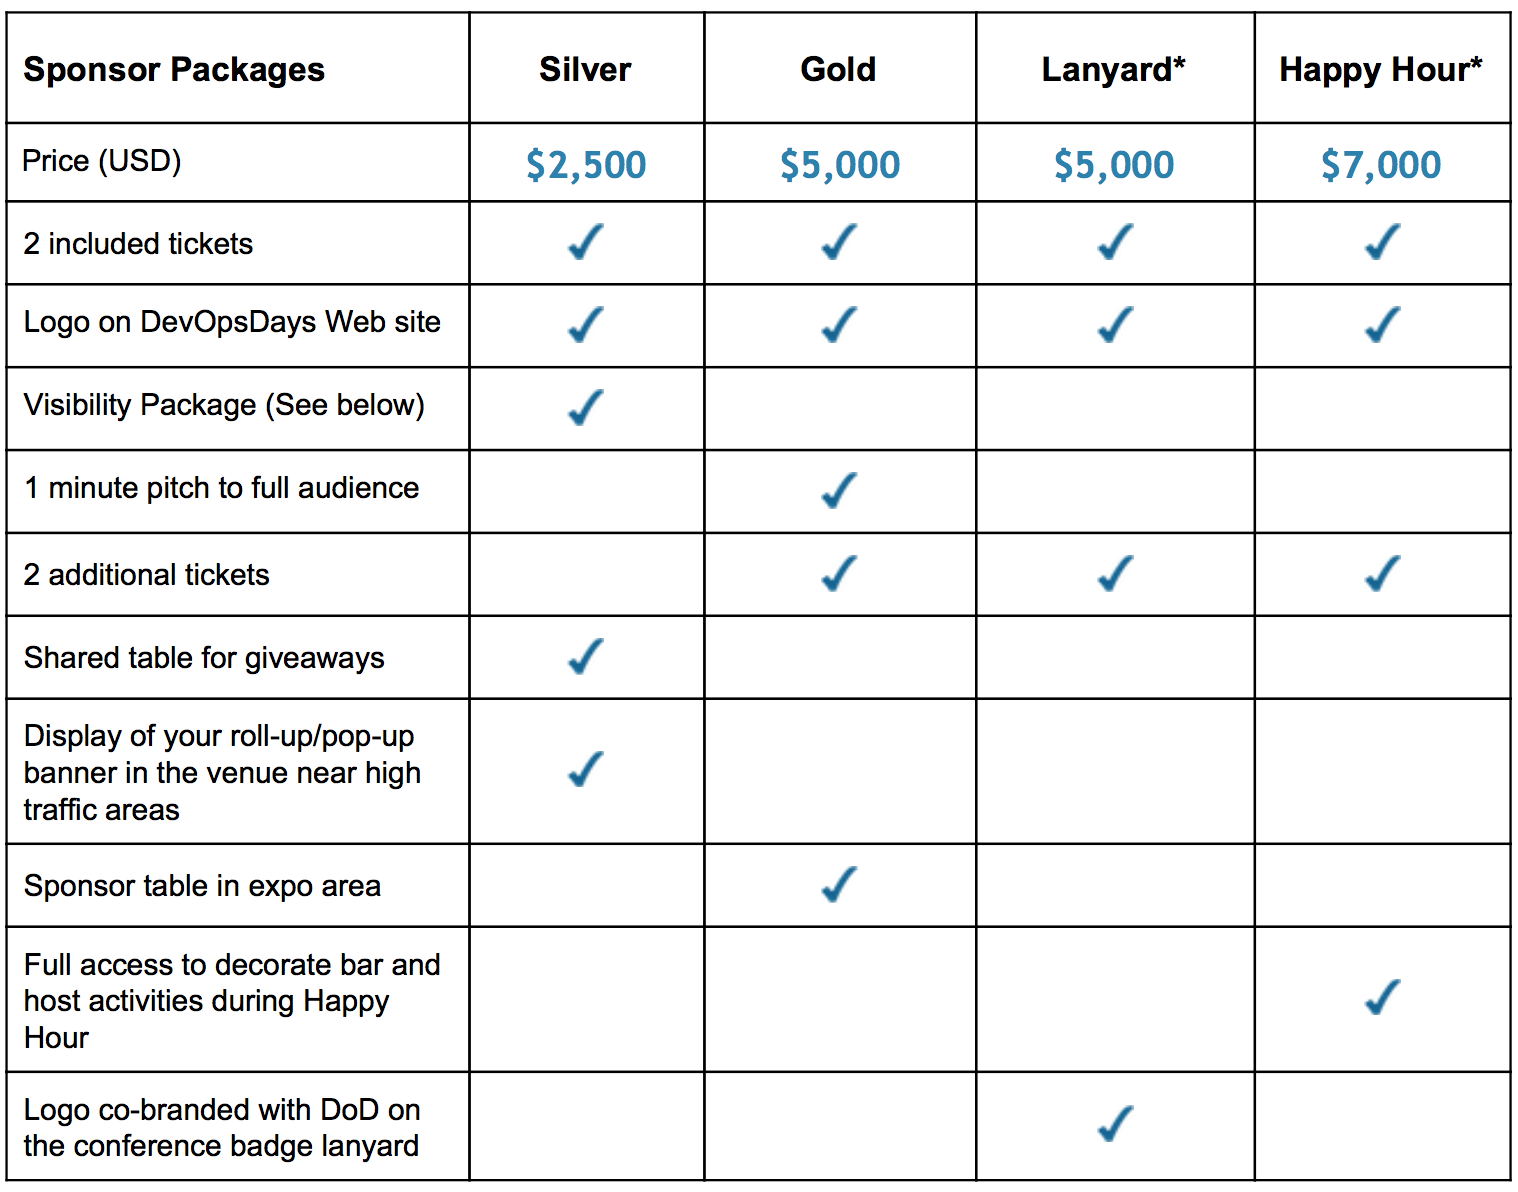 Sponsor Packages Silver Gold Lanyard* Happy Hour*
Price (USD) $2,500 $5,000 $5,000 $7,000
2 included tickets ✓ ✓ ✓ ✓
Logo on DevOpsDays Web site ✓ ✓ ✓ ✓
Visibility Package (See below) ✓
1 minute pitch to full audience ✓
2 additional tickets ✓ ✓ ✓
Shared table for giveaways ✓
Display of your roll-up/pop-up
banner in the venue near high ✓
traffic areas
Sponsor table in expo area ✓
Full access to decorate bar and
host activities during Happy ✓
Hour
Logo co-branded with DoD on ✓
the conference badge lanyard